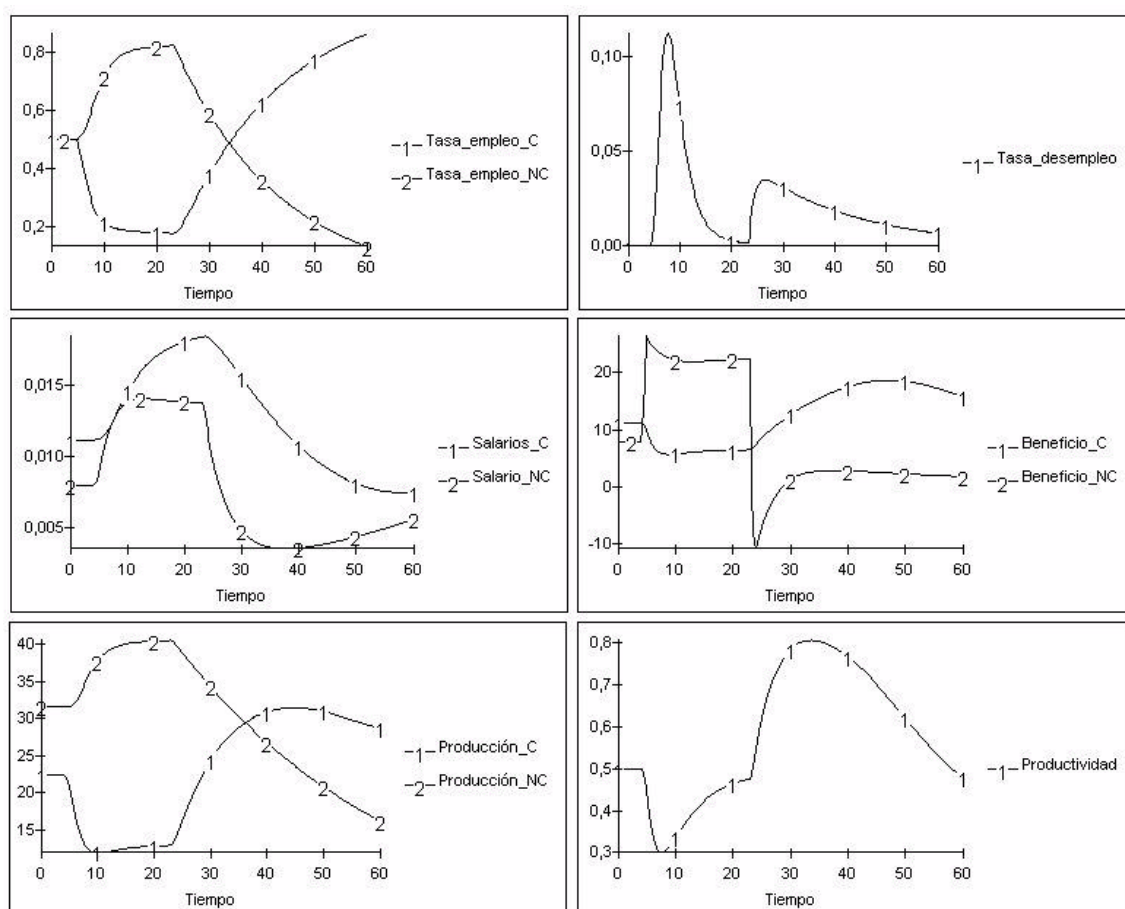 0,8
0,6
0,4
0,2
0 10 20 30 40 50 60
Tiempo
1 Tasa_empleo_C
2 Tasa_empleo_NC
0,10
0,05
0,00
0 10 20 30 40 50 60
Tiempo
1 Tasa_desempleo
0,015
0,010
0,005
0 10 20 30 40 50 60
Tiempo
1 Salarios_C
2 Salario_NC
20
10
0
-10
0 10 20 30 40 50 60
Tiempo
1 Beneficio_C
2 Beneficio_NC
40
35
30
25
20
15
0 10 20 30 40 50 60
Tiempo
1 Producción_C
2 Producción_NC
0,8
0,7
0,6
0,5
0,4
0,3
0 10 20 30 40 50 60
Tiempo
1 Productividad